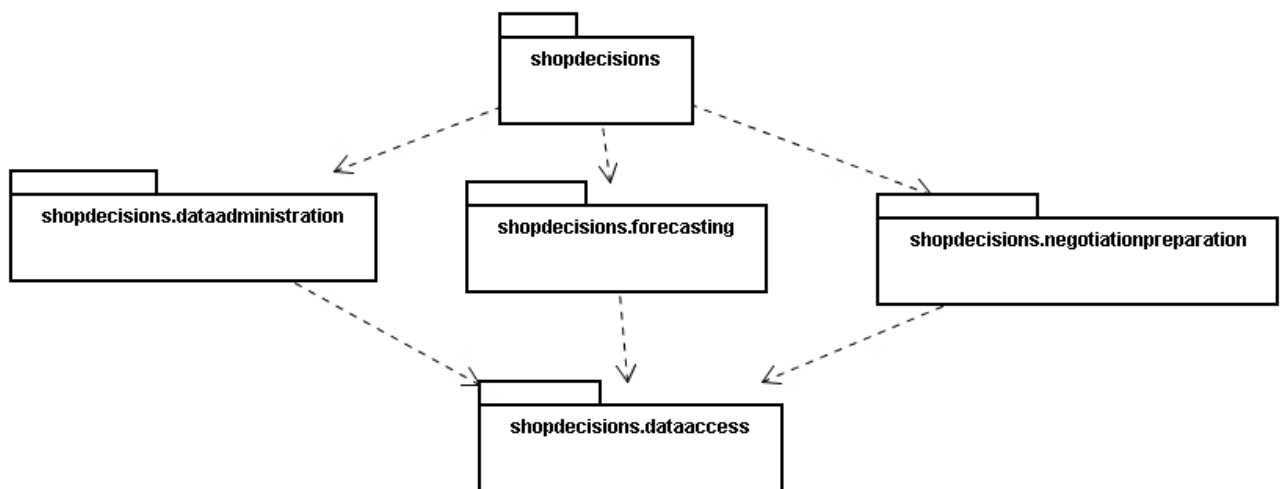 shopdecisions
shopdecisions.dataadministration
shopdecisions.forecasting
shopdecisions.negotiationpreparation
shopdecisions.dataaccess